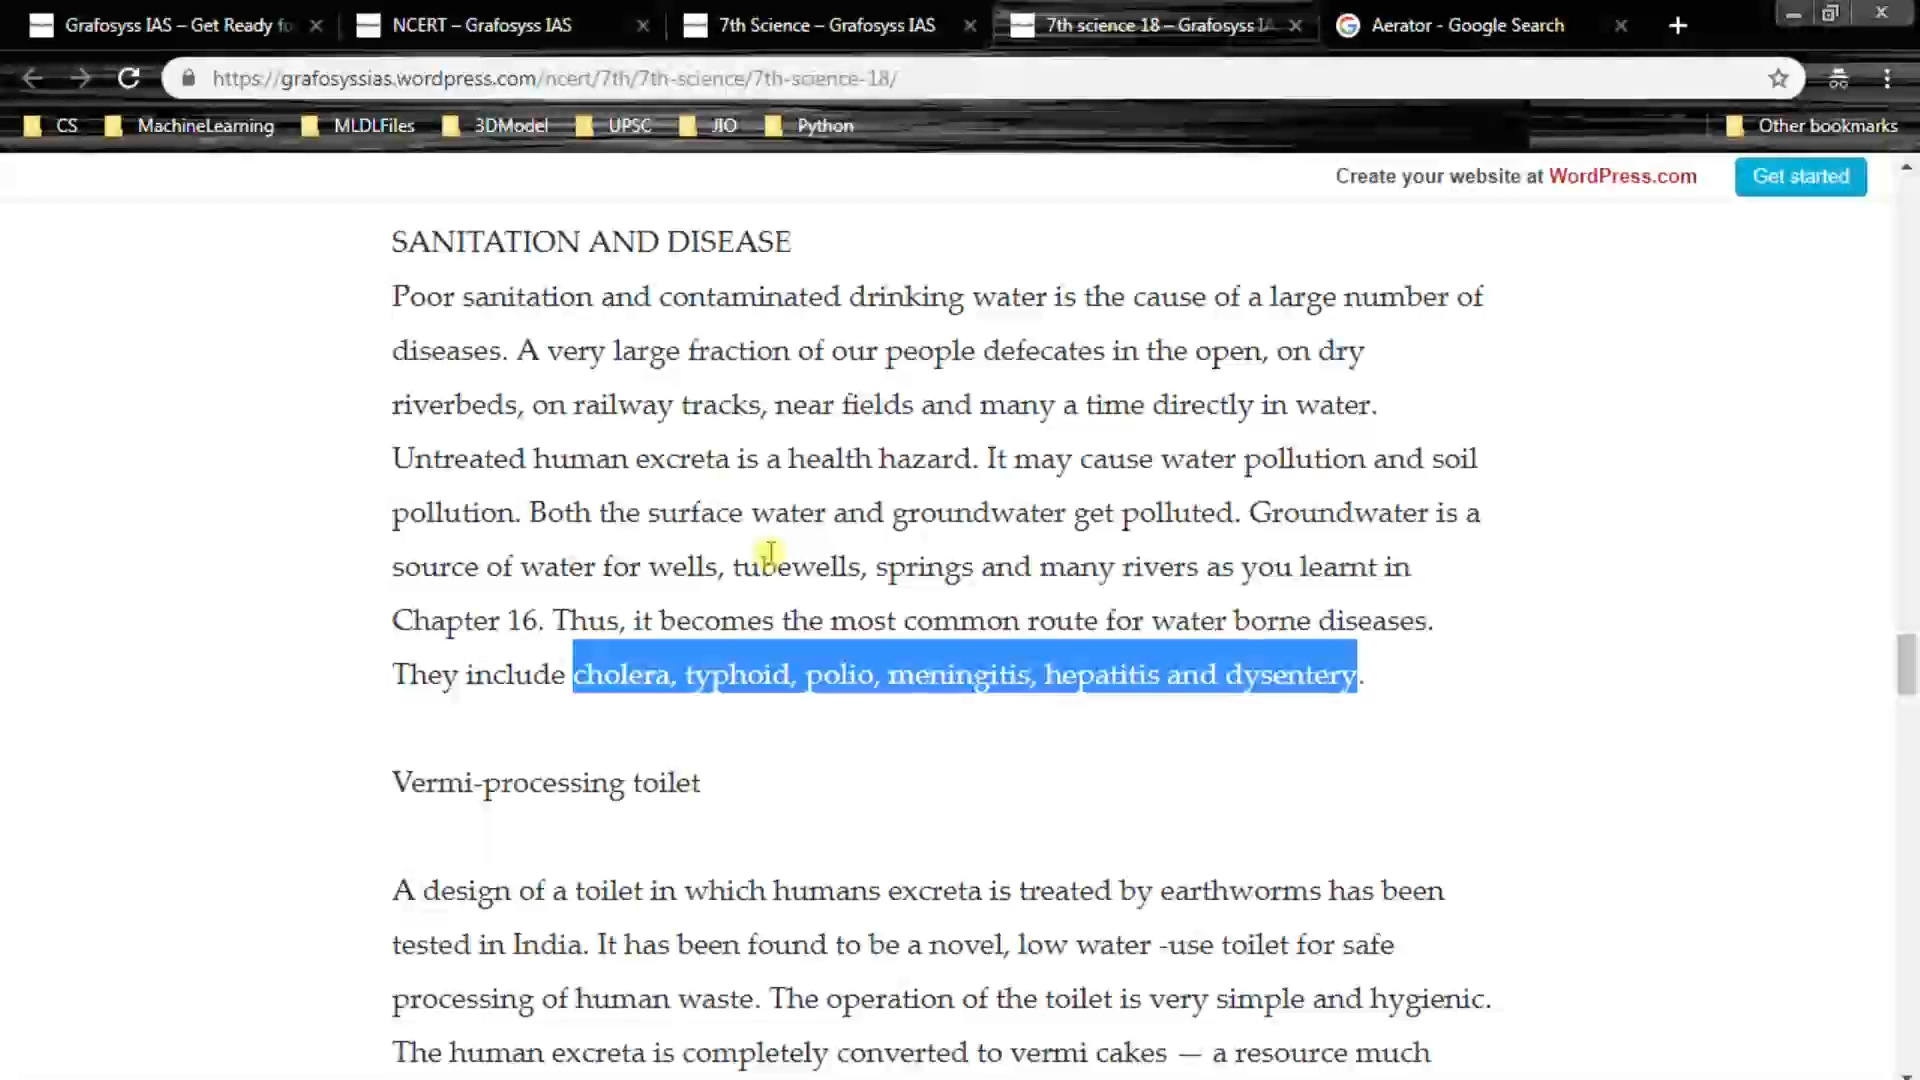 Grafosyss IAS – Get Ready fo
NCERT – Grafosyss IAS
7th Science – Grafosyss IAS
7th science 18 – Grafosyss IA
Aerator - Google Search
https://grafosyssias.wordpress.com/ncert/7th/7th-science/7th-science-18/
CS
MachineLearning
MLDLFiles
3DModel
UPSC
JIO
Python
Other bookmarks
Create your website at WordPress.com
Get started
SANITATION AND DISEASE
Poor sanitation and contaminated drinking water is the cause of a large number of
diseases. A very large fraction of our people defecates in the open, on dry
riverbeds, on railway tracks, near fields and many a time directly in water.
Untreated human excreta is a health hazard. It may cause water pollution and soil
pollution. Both the surface water and groundwater get polluted. Groundwater is a
source of water for wells, tubewells, springs and many rivers as you learnt in
Chapter 16. Thus, it becomes the most common route for water borne diseases.
They include cholera, typhoid, polio, meningitis, hepatitis and dysentery.
Vermi-processing toilet
A design of a toilet in which humans excreta is treated by earthworms has been
tested in India. It has been found to be a novel, low water -use toilet for safe
processing of human waste. The operation of the toilet is very simple and hygienic.
The human excreta is completely converted to vermi cakes — a resource much